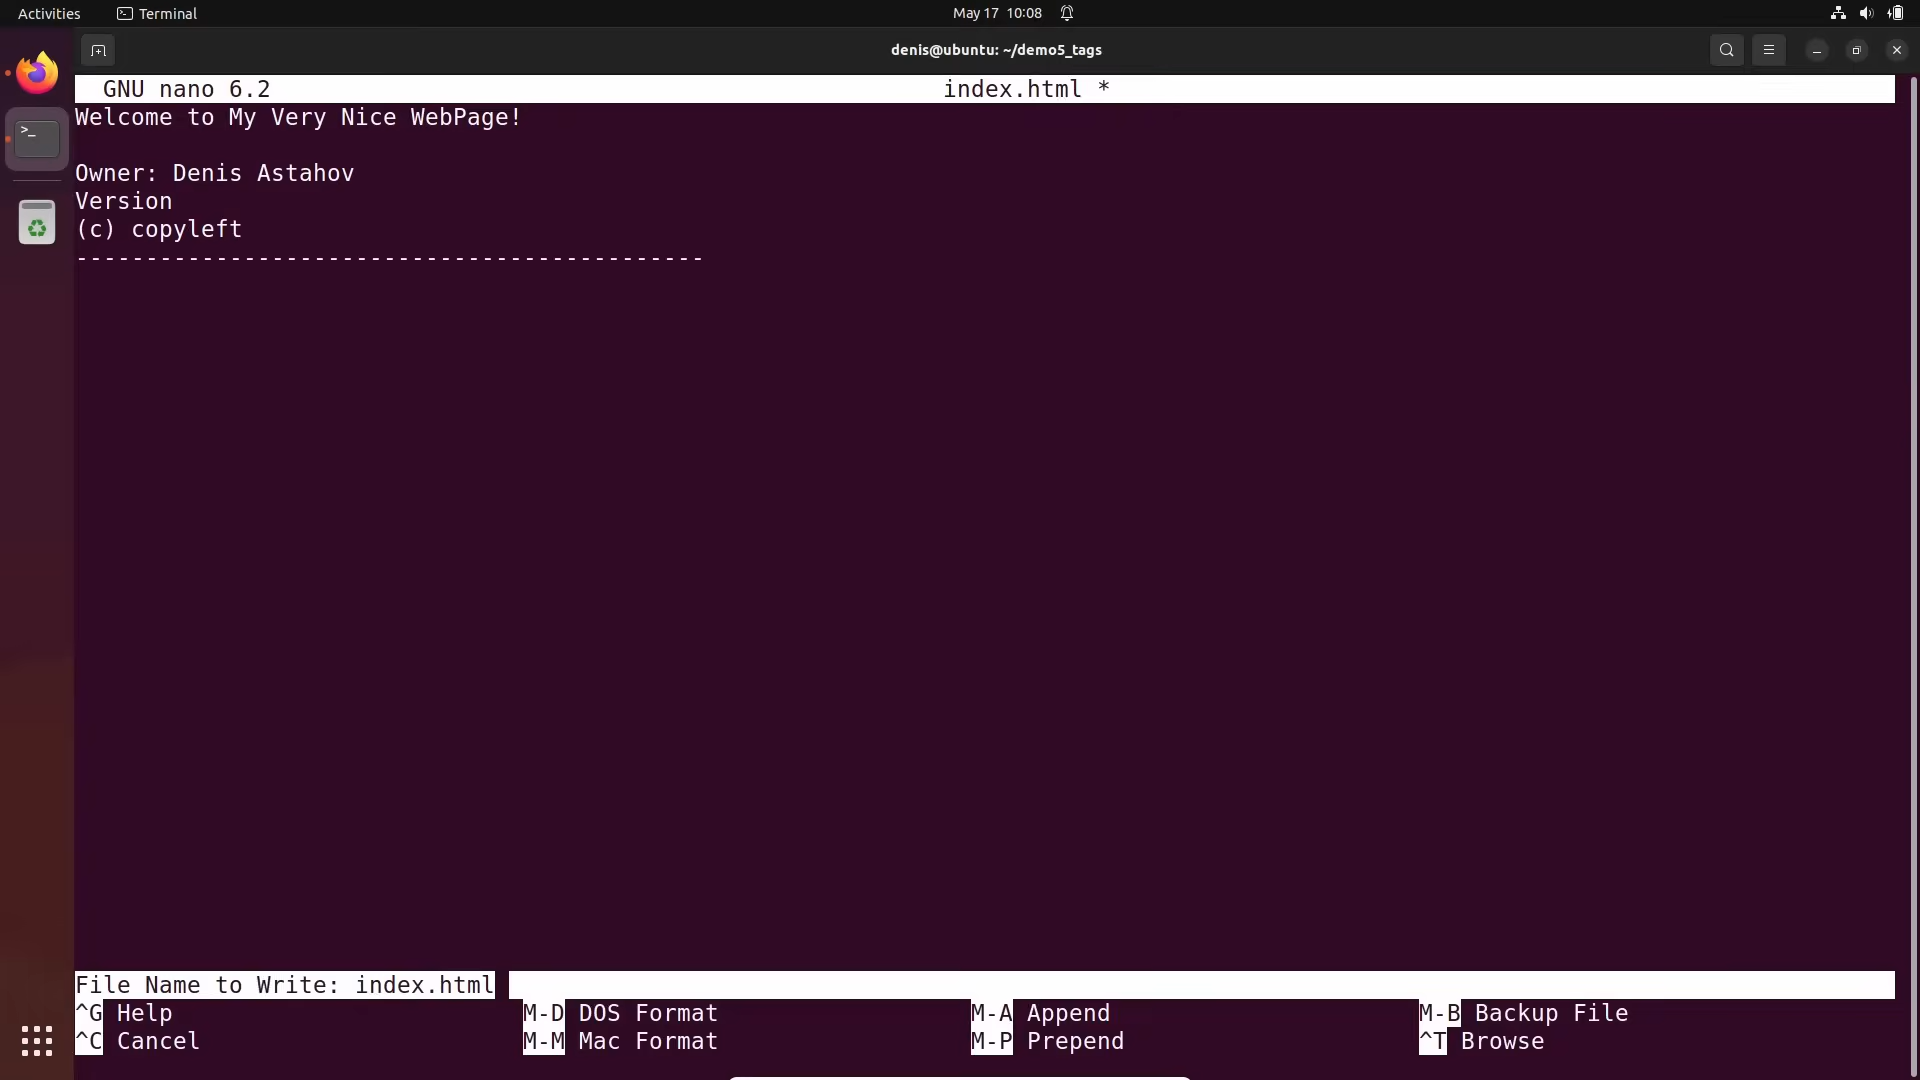 Activities Terminal May 17 10:08
denis@ubuntu: ~/demo5_tags
GNU nano 6.2 index.html *
Welcome to My Very Nice WebPage!
Owner: Denis Astahov
Version
(c) copyleft
---------------------------------------------
File Name to Write: index.html
^G Help M-D DOS Format M-A Append M-B Backup File
^C Cancel M-M Mac Format M-P Prepend ^T Browse